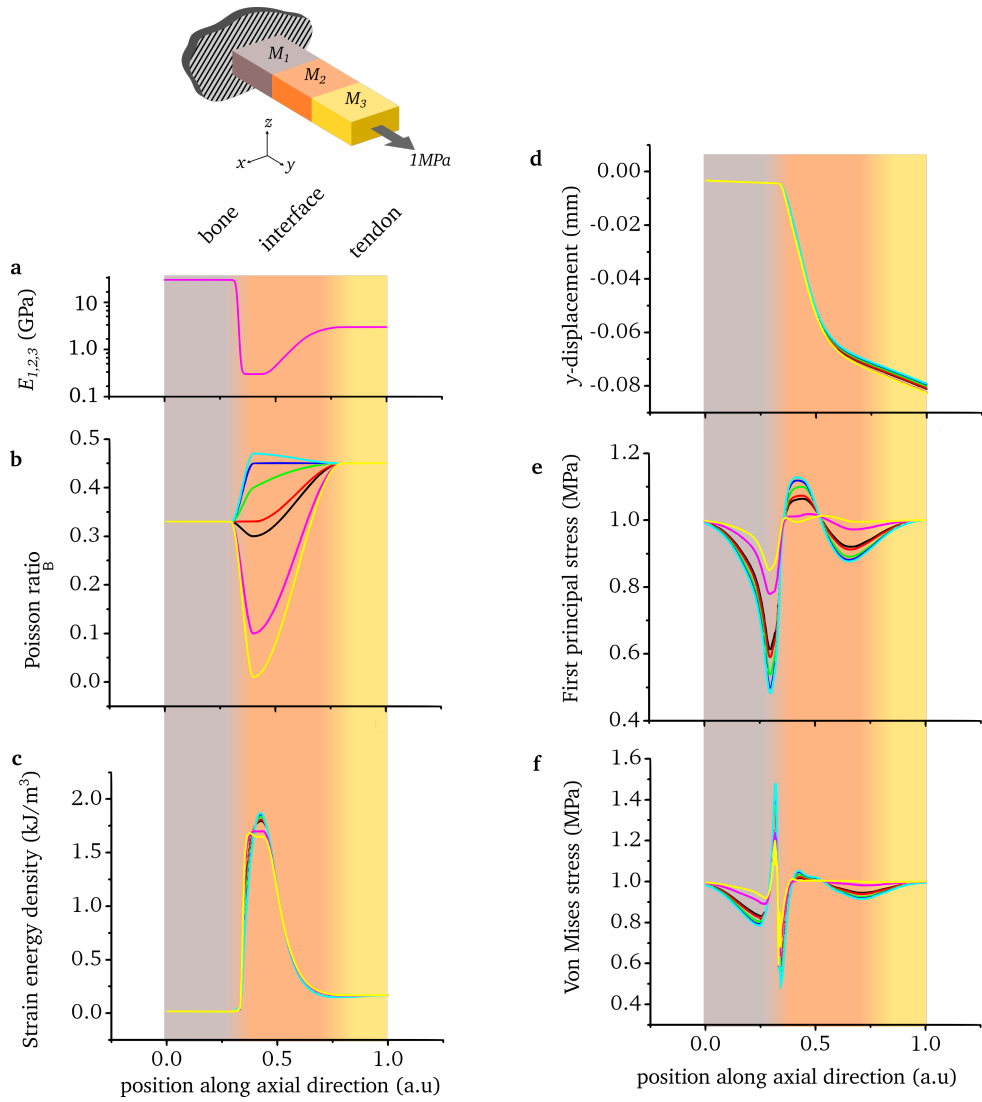 M1
M2
M3
z
x
y
1MPa
bone
interface
tendon
a
E1,2,3 (GPa)
10
1.0
0.1
b
Poisson ratio
B
0.5
0.4
0.3
0.2
0.1
0.0
c
Strain energy density (kJ/m³)
2.0
1.5
1.0
0.5
0.0
0.0
0.5
1.0
position along axial direction (a.u)
d
y-displacement (mm)
0.00
-0.02
-0.04
-0.06
-0.08
e
First principal stress (MPa)
1.2
1.0
0.8
0.6
0.4
f
Von Mises stress (MPa)
1.6
1.4
1.2
1.0
0.8
0.6
0.4
0.0
0.5
1.0
position along axial direction (a.u)